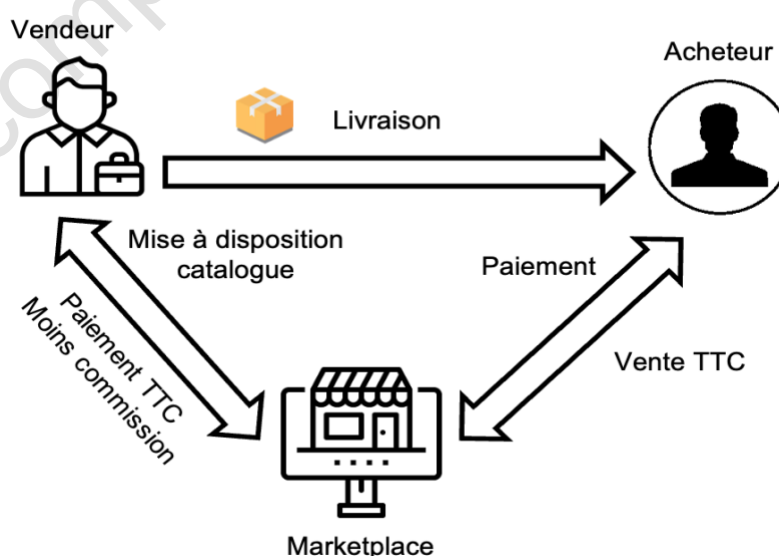 Vendeur
Acheteur
Livraison
Mise à disposition
catalogue
Paiement
Paiement TTC
Moins commission
Vente TTC
Marketplace